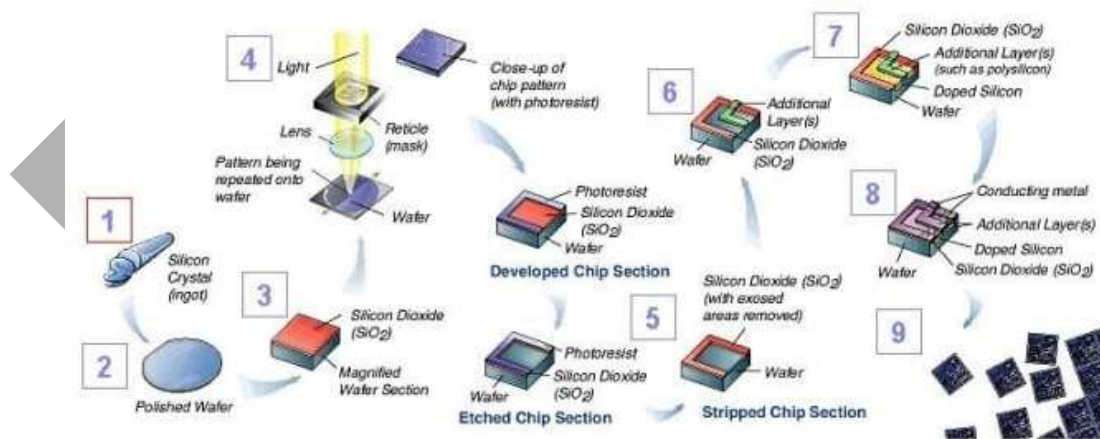 1
Silicon
Crystal
(ingot)
2
Polished Wafer
3
Silicon Dioxide
(SiO2)
Magnified
Wafer Section
4
Light
Reticle
(mask)
Lens
Pattern being
repeated onto
wafer
Wafer
Close-up of
chip pattern
(with photoresist)
Photoresist
Silicon Dioxide
(SiO2)
Wafer
Developed Chip Section
Photoresist
Silicon Dioxide
(SiO2)
Wafer
Etched Chip Section
5
Silicon Dioxide (SiO2)
(with exosed
areas removed)
Wafer
Stripped Chip Section
6
Additional
Layer(s)
Silicon Dioxide
(SiO2)
Wafer
7
Silicon Dioxide (SiO2)
Additional Layer(s)
(such as polysilicon)
Doped Silicon
Wafer
8
Conducting metal
Additional Layer(s)
Doped Silicon
Silicon Dioxide (SiO2)
Wafer
9